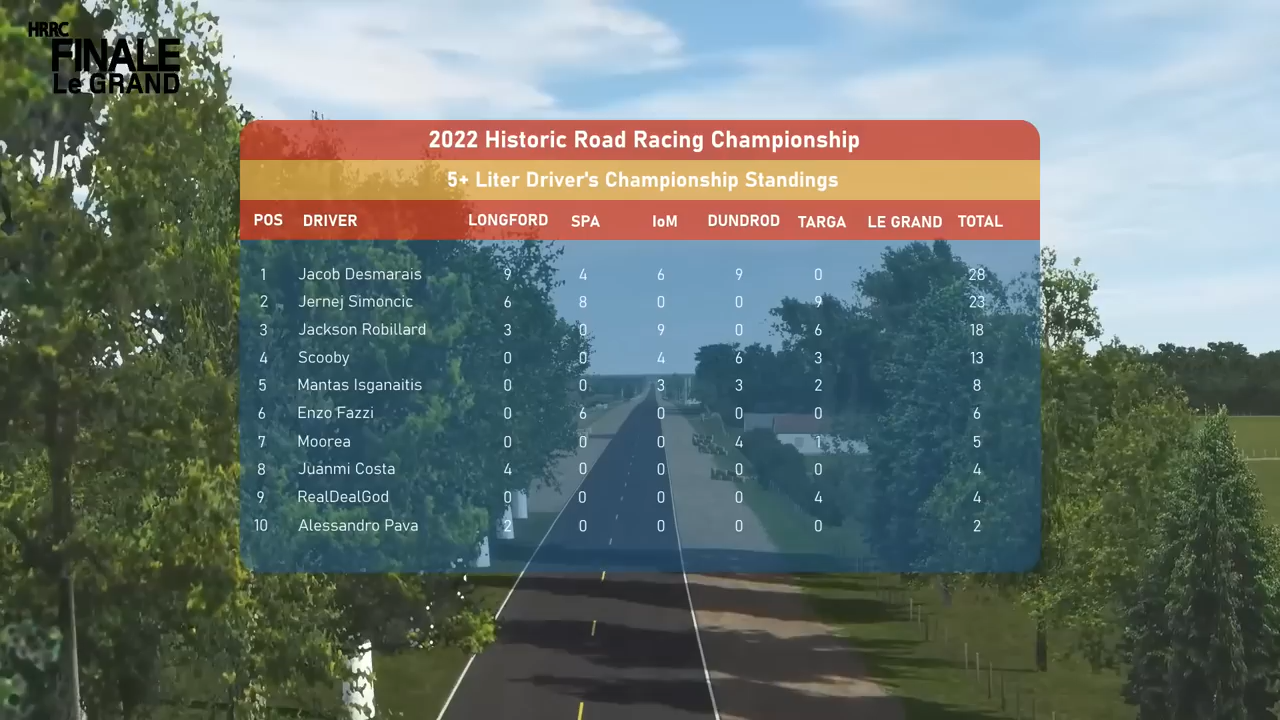 HRRC
FINALE
Le GRAND
2022 Historic Road Racing Championship
5+ Liter Driver's Championship Standings
POS DRIVER LONGFORD SPA IoM DUNDROD TARGA LE GRAND TOTAL
1 Jacob Desmarais 9 4 6 9 0 28
2 Jernej Simoncic 6 8 0 0 9 23
3 Jackson Robillard 3 0 9 0 6 18
4 Scooby 0 0 4 6 3 13
5 Mantas Isganaitis 0 0 3 3 2 8
6 Enzo Fazzi 0 6 0 0 0 6
7 Moorea 0 0 0 4 1 5
8 Juanmi Costa 4 0 0 0 0 4
9 RealDealGod 0 0 0 0 4 4
10 Alessandro Pava 2 0 0 0 0 2